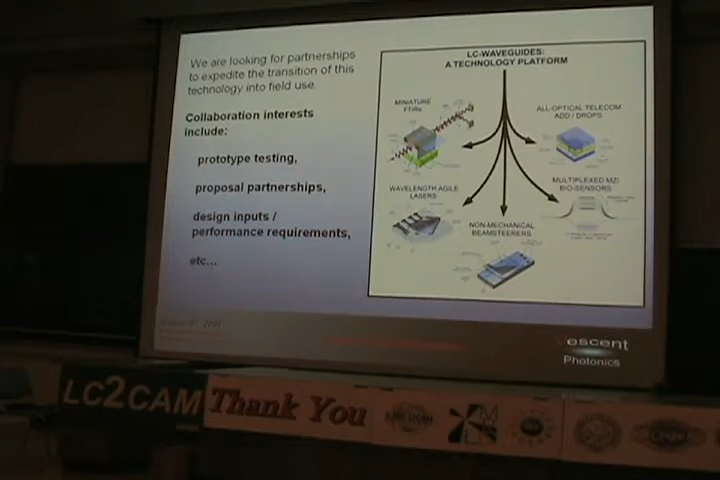 We are looking for partnerships
to expedite the transition of this
technology into field use.
Collaboration interests
include:
prototype testing,
proposal partnerships,
design inputs /
performance requirements,
etc...
LC-WAVEGUIDES:
A TECHNOLOGY PLATFORM
MINIATURE
FTIRs
ALL-OPTICAL TELECOM
ADD / DROPS
WAVELENGTH AGILE
LASERS
MULTIPLEXED MZI
BIO-SENSORS
NON-MECHANICAL
BEAMSTEERERS
escent
Photonics
LC2CAM
Thank You